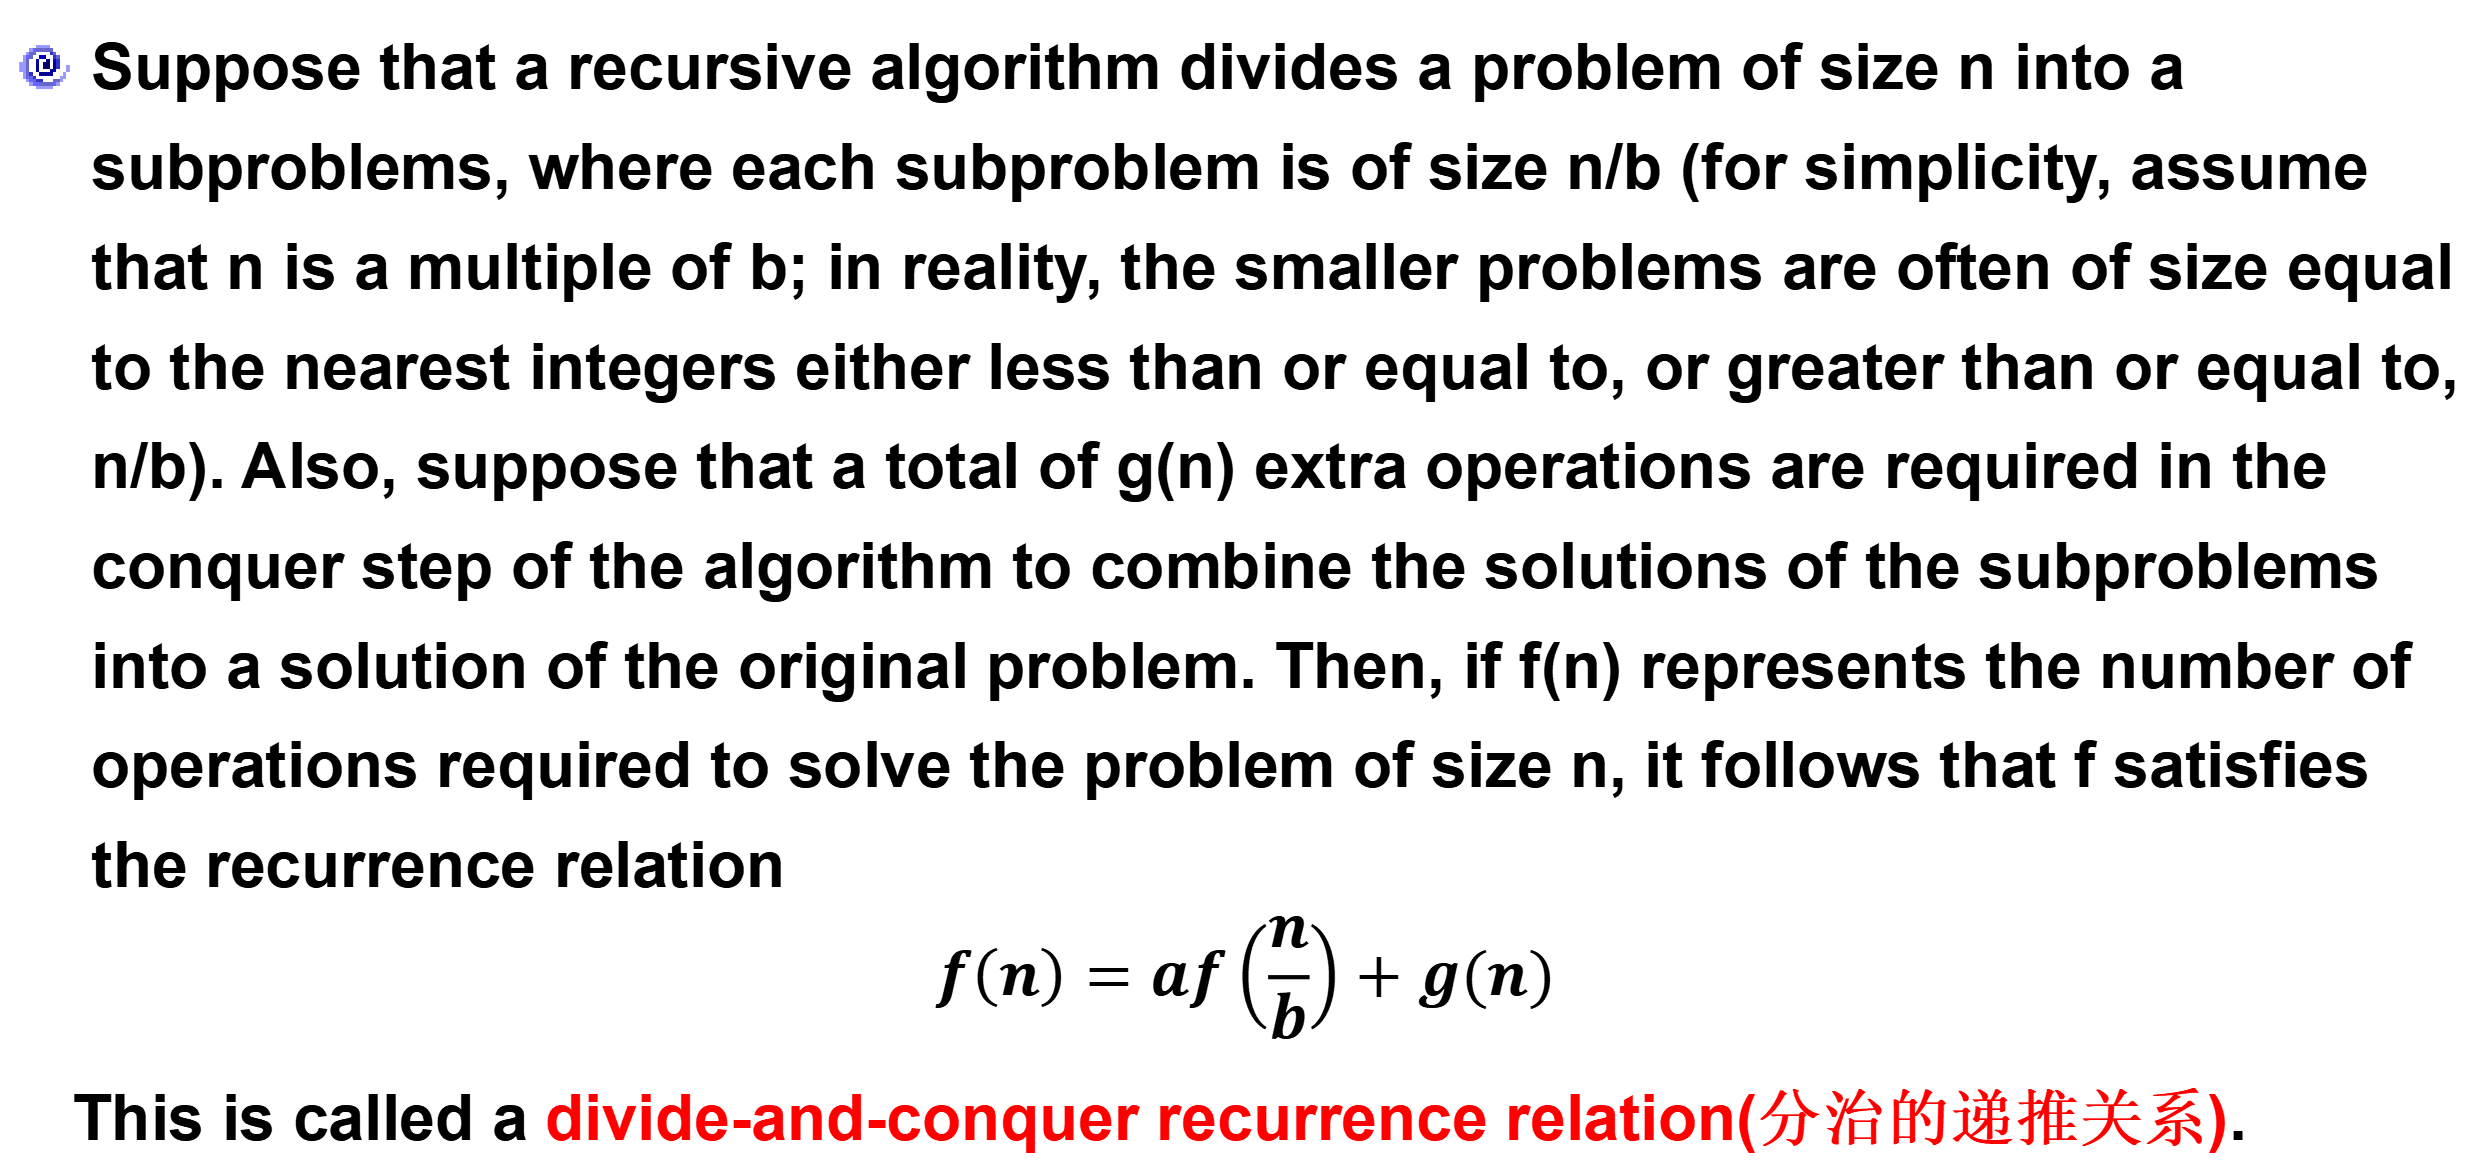 Suppose that a recursive algorithm divides a problem of size n into a
subproblems, where each subproblem is of size n/b (for simplicity, assume
that n is a multiple of b; in reality, the smaller problems are often of size equal
to the nearest integers either less than or equal to, or greater than or equal to,
n/b). Also, suppose that a total of g(n) extra operations are required in the
conquer step of the algorithm to combine the solutions of the subproblems
into a solution of the original problem. Then, if f(n) represents the number of
operations required to solve the problem of size n, it follows that f satisfies
the recurrence relation
f(n) = af(n/b) + g(n)
This is called a divide-and-conquer recurrence relation(分治的递推关系).